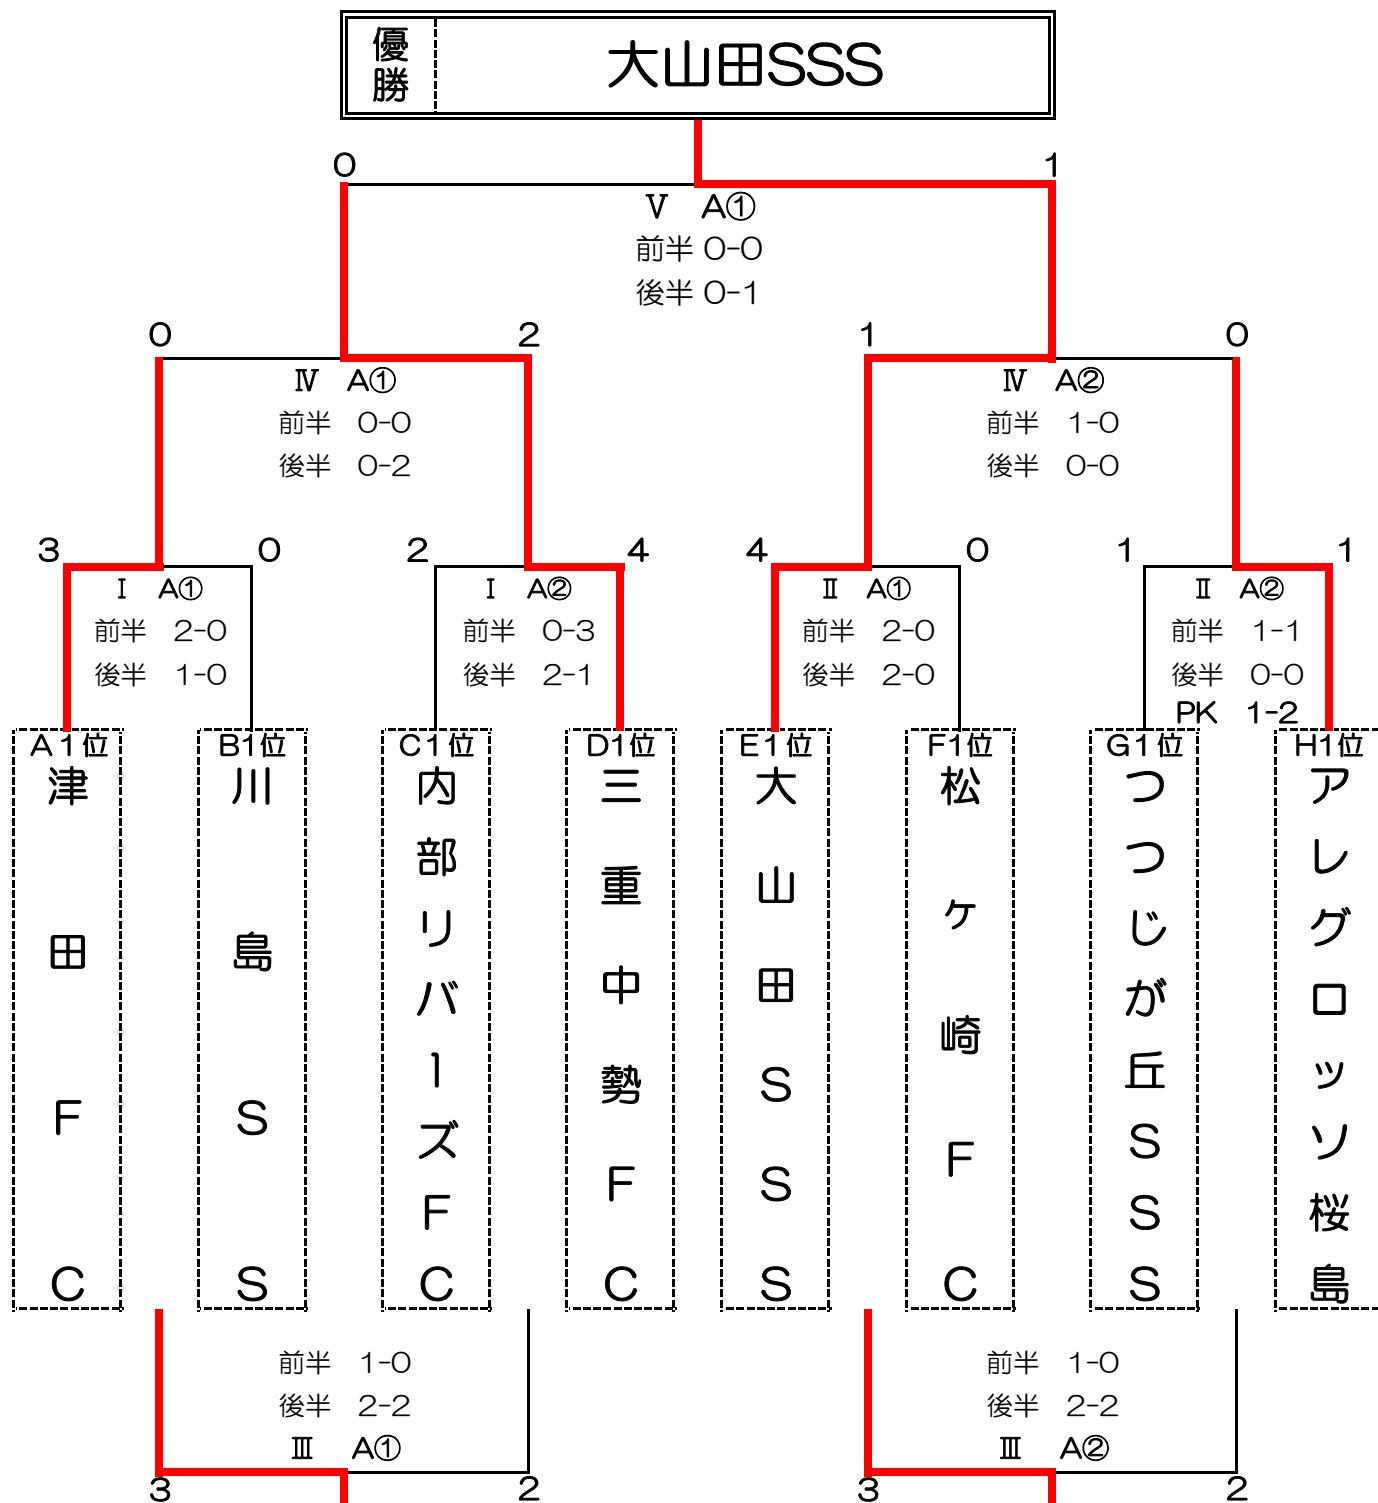 優勝
大山田SSS
0
1
Ⅴ A①
前半 0-0
後半 0-1
0
2
1
0
Ⅳ A①
前半 0-0
後半 0-2
Ⅳ A②
前半 1-0
後半 0-0
3
0
2
4
4
0
1
1
Ⅰ A①
前半 2-0
後半 1-0
Ⅰ A②
前半 0-3
後半 2-1
Ⅱ A①
前半 2-0
後半 2-0
Ⅱ A②
前半 1-1
後半 0-0
PK 1-2
A1位
津田FC
B1位
川島SS
C1位
内部リバーズFC
D1位
三重中勢FC
E1位
大山田SSS
F1位
松ヶ崎FC
G1位
つつじが丘SSS
H1位
アレグロッソ桜島
前半 1-0
後半 2-2
Ⅲ A①
3
2
前半 1-0
後半 2-2
Ⅲ A②
3
2